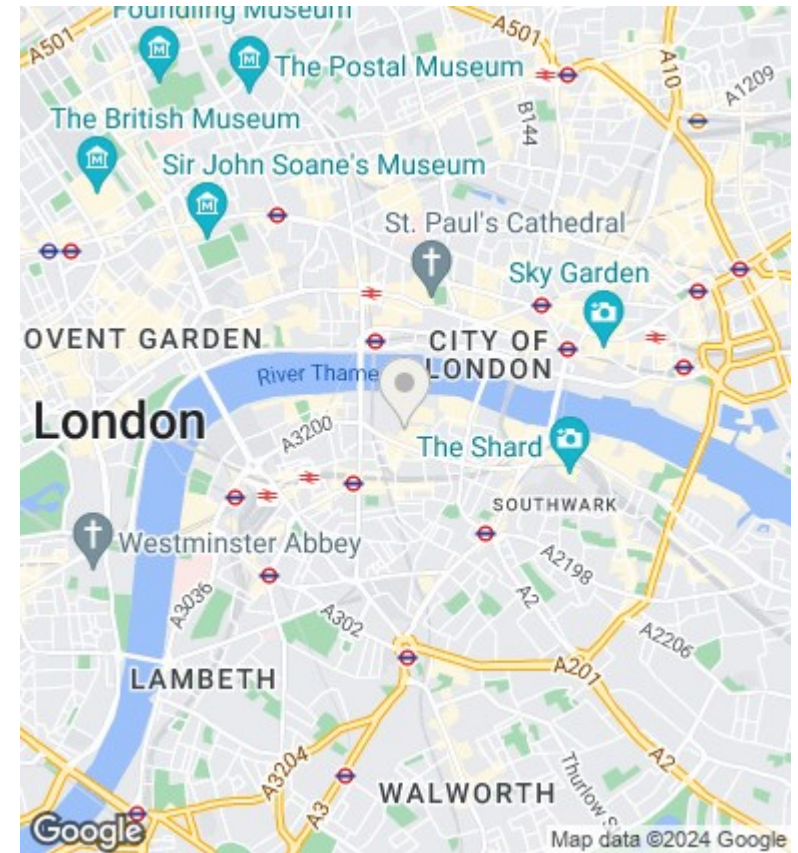 Foundling Museum
A501
The Postal Museum
A501
A10
A1209
B144
The British Museum
Sir John Soane's Museum
St. Paul's Cathedral
Sky Garden
OVENT GARDEN
CITY OF
LONDON
River Thame
London
A3200
The Shard
SOUTHWARK
Westminster Abbey
A2198
A3036
A302
A2
A2206
LAMBETH
A201
A2
A3204
A3
WALWORTH
Thurlow S
Google
Map data ©2024 Google